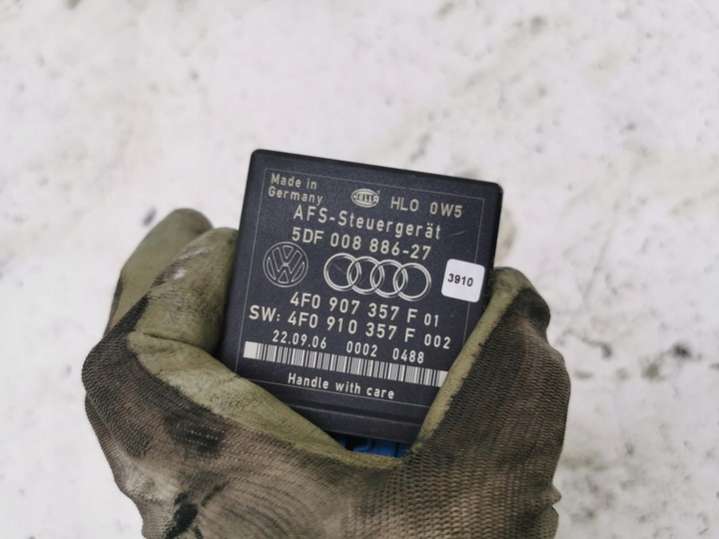 Made in
Germany
HELLA
HL0 0W5
AFS-Steuergerät
5DF 008 886-27
3910
4F0 907 357 F 01
SW: 4F0 910 357 F 002
22.09.06 0002 0488
Handle with care